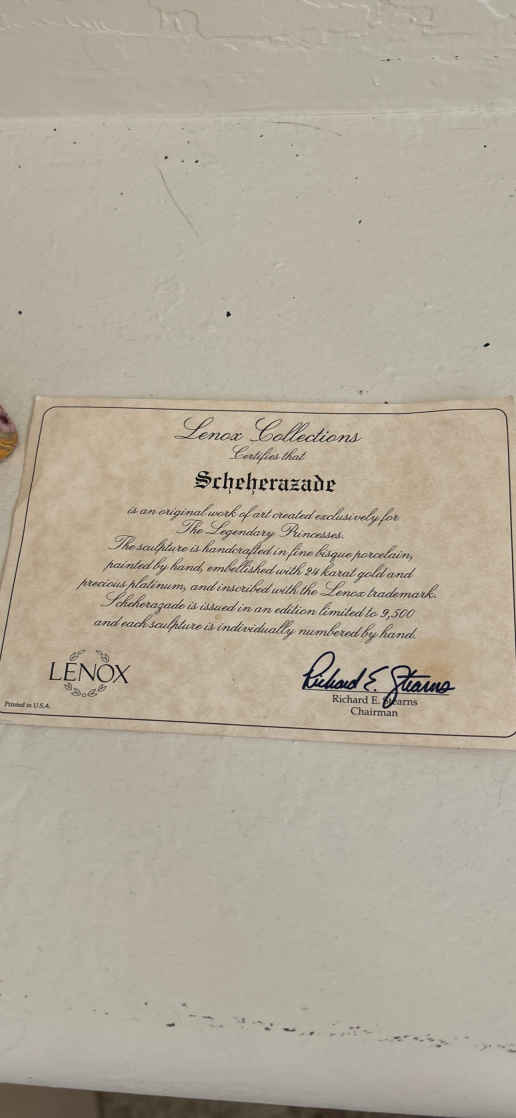 Lenox Collections
Certifies that
Scheherazade
is an original work of art created exclusively for
The Legendary Princesses.
The sculpture is handcrafted in fine bisque porcelain,
painted by hand, embellished with 24 karat gold and
precious platinum, and inscribed with the Lenox trademark.
Scheherazade is issued in an edition limited to 9,500
and each sculpture is individually numbered by hand.
LENOX
Printed in U.S.A.
Richard E. Stearns
Richard E. Stearns
Chairman